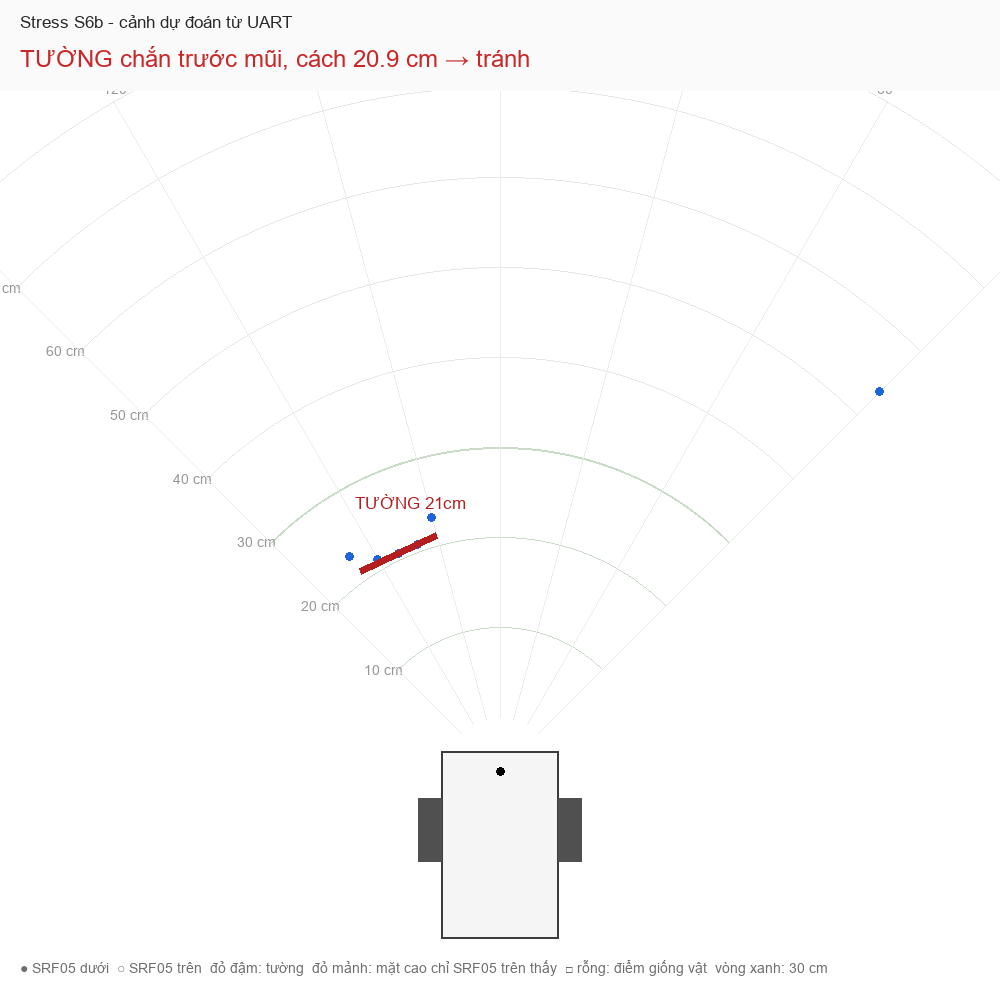 Stress S6b - cảnh dự đoán từ UART
TƯỜNG chắn trước mũi, cách 20.9 cm → tránh
cm
60 cm
50 cm
40 cm
TƯỜNG 21cm
30 cm
20 cm
10 cm
● SRF05 dưới ○ SRF05 trên đỏ đậm: tường đỏ mảnh: mặt cao chỉ SRF05 trên thấy □ rỗng: điểm giống vật vòng xanh: 30 cm